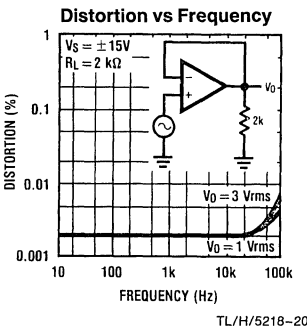 Distortion vs Frequency
VS = ±15V
RL = 2 kΩ
−
+
VO
2k
DISTORTION (%)
1
0.1
0.01
0.001
VO = 3 Vrms
VO = 1 Vrms
10 100 1k 10k 100k
FREQUENCY (Hz)
TL/H/5218–20